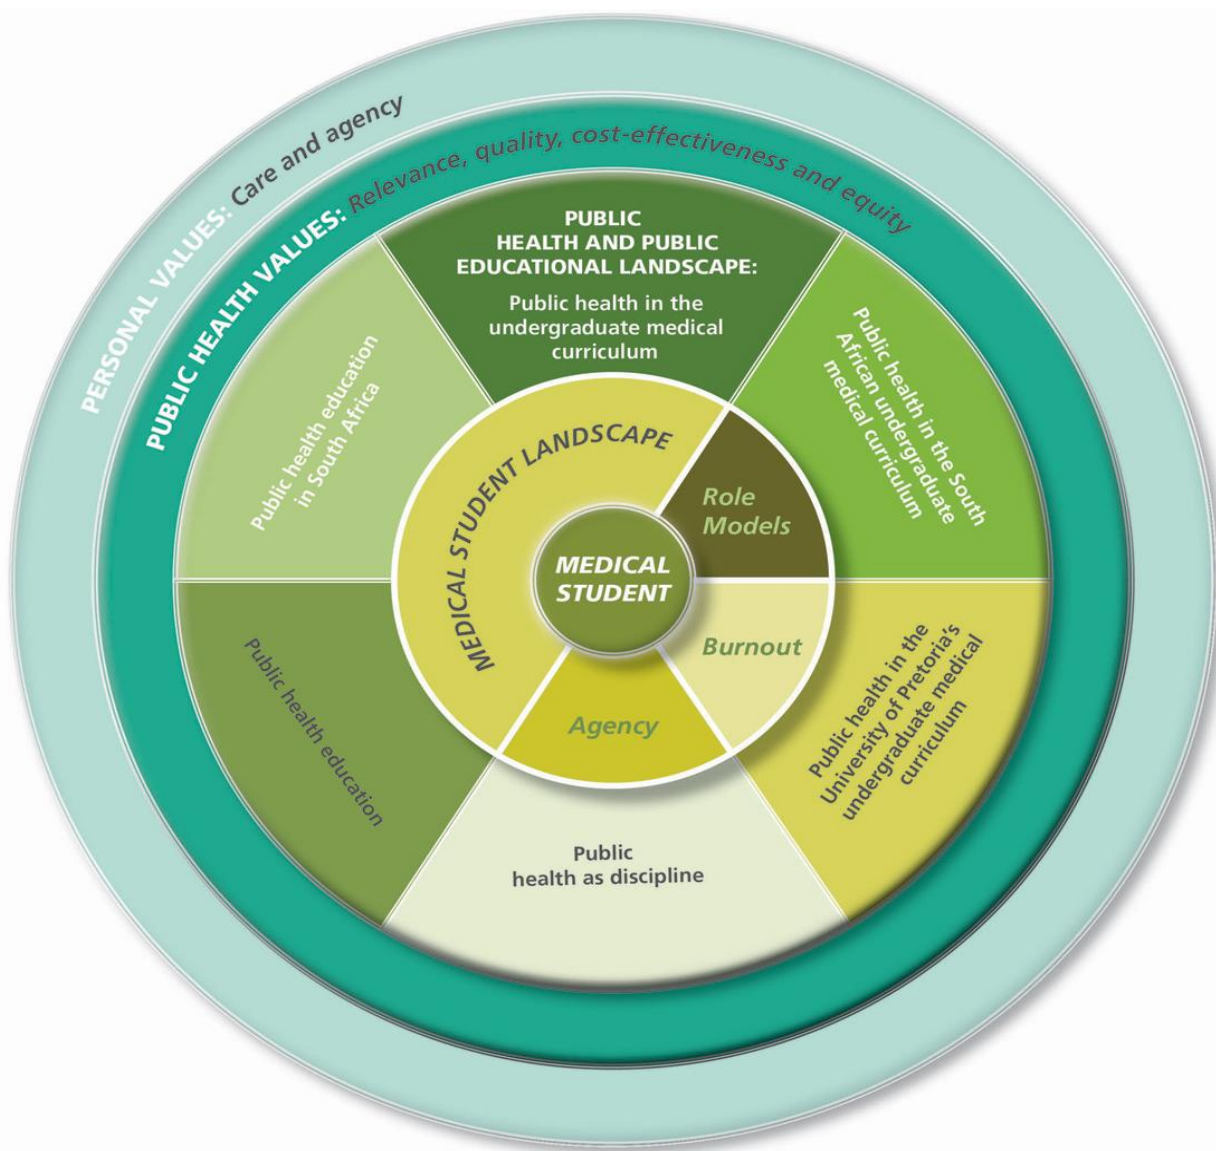 PERSONAL VALUES: Care and agency
PUBLIC HEALTH VALUES: Relevance, quality, cost-effectiveness and equity
PUBLIC
HEALTH AND PUBLIC
EDUCATIONAL LANDSCAPE:
Public health in the
undergraduate medical
curriculum
Public health in the South
African undergraduate
medical curriculum
Public health in the
University of Pretoria's
undergraduate medical
curriculum
Public
health as discipline
Public health education
Public health education
in South Africa
MEDICAL STUDENT LANDSCAPE
Role
Models
Burnout
Agency
MEDICAL
STUDENT